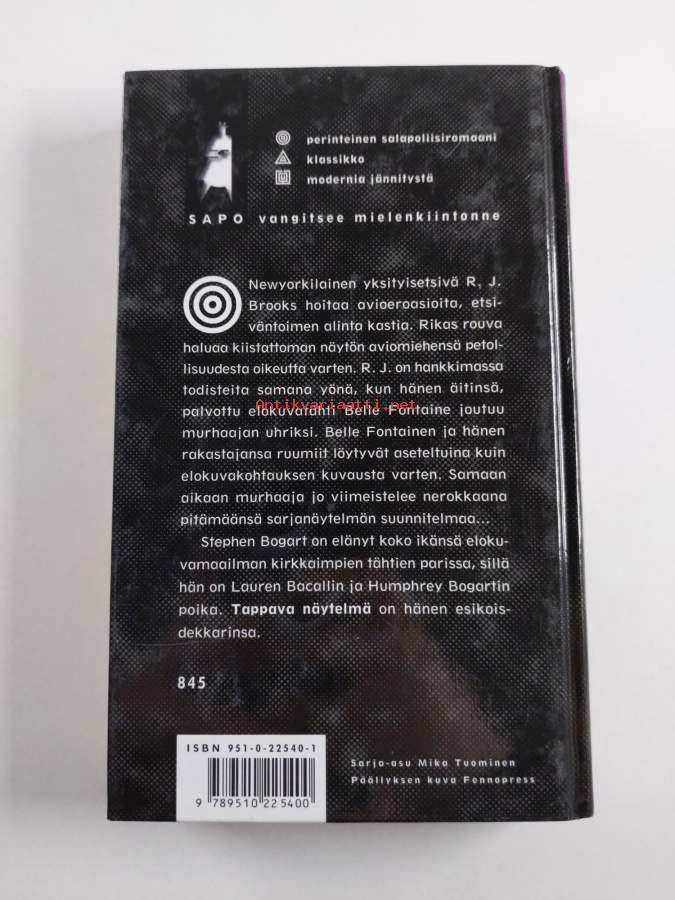 perinteinen salapoliisiromaani
klassikko
modernia jännitystä
SAPO vangitsee mielenkiintonne
Newyorkilainen yksityisetsivä R. J.
Brooks hoitaa avioeroasioita, etsi-
väntoimen alinta kastia. Rikas rouva
haluaa kiistattoman näytön aviomiehensä petol-
lisuudesta oikeutta varten. R. J. on hankkimassa
todisteita samana yönä, kun hänen äitinsä,
Antikvariaatti.net
palvottu elokuvatähti Belle Fontaine joutuu
murhaajan uhriksi. Belle Fontainen ja hänen
rakastajansa ruumiit löytyvät aseteltuina kuin
elokuvakohtauksen kuvausta varten. Samaan
aikaan murhaaja jo viimeistelee nerokkaana
pitämäänsä sarjanäytelmän suunnitelmaa...
Stephen Bogart on elänyt koko ikänsä eloku-
vamaailman kirkkaimpien tähtien parissa, sillä
hän on Lauren Bacallin ja Humphrey Bogartin
poika. Tappava näytelmä on hänen esikois-
dekkarinsa.
845
ISBN 951-0-22540-1
9 789510 225400
Sarja-asu Mika Tuominen
Päällyksen kuva Fennopress